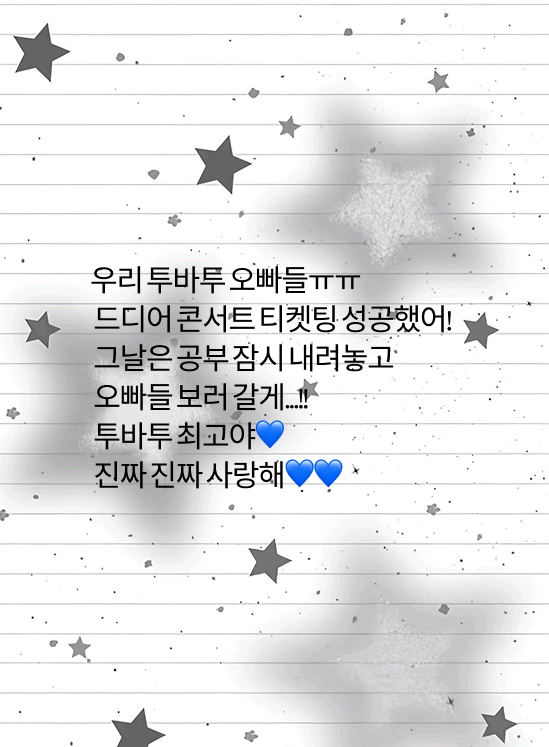 우리 투바투 오빠들ㅠㅠ
드디어 콘서트 티켓팅 성공했어!
그날은 공부 잠시 내려놓고
오빠들 보러 갈게...!!
투바투 최고야💙
진짜 진짜 사랑해💙💙